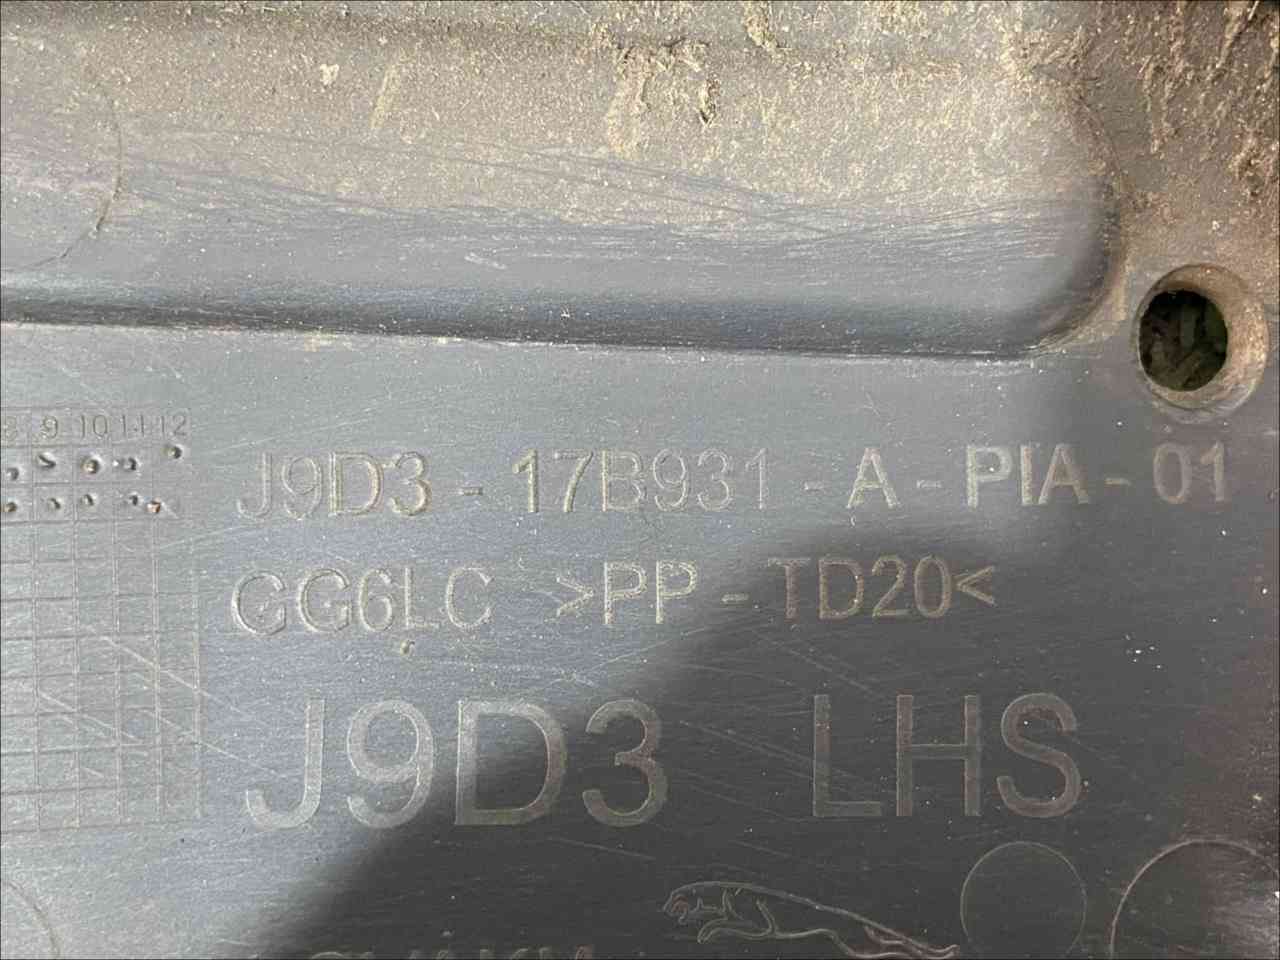 8 9 10 11 12
J9D3 - 17B931 - A - PIA - 01
GG6LC >PP - TD20<
J9D3 LHS